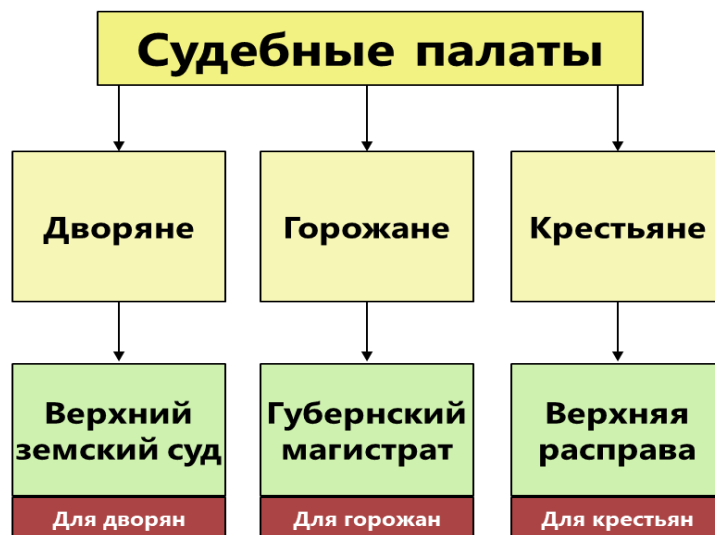 Судебные палаты
Дворяне
Горожане
Крестьяне
Верхний
земский суд
Губернский
магистрат
Верхняя
расправа
Для дворян
Для горожан
Для крестьян